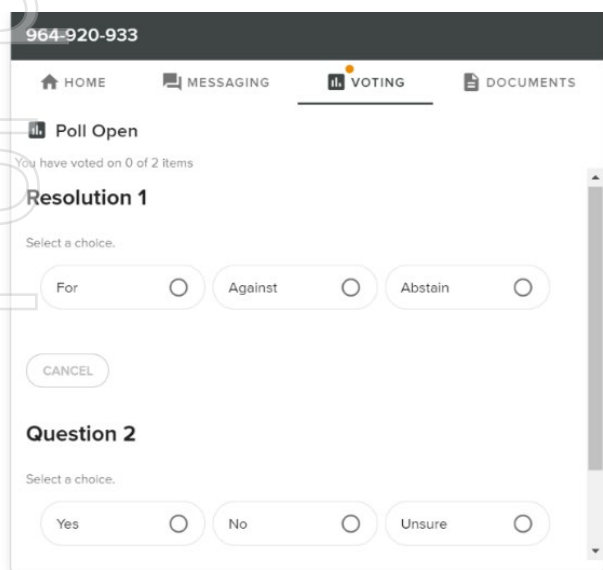 964-920-933
HOME MESSAGING VOTING DOCUMENTS
Poll Open
You have voted on 0 of 2 items
Resolution 1
Select a choice.
For Against Abstain
CANCEL
Question 2
Select a choice.
Yes No Unsure